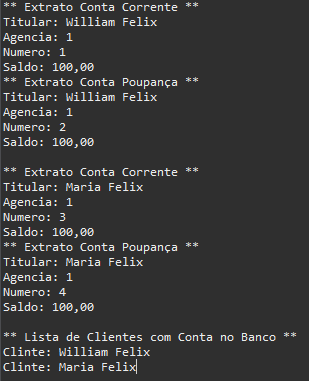 ** Extrato Conta Corrente **
Titular: William Felix
Agencia: 1
Numero: 1
Saldo: 100,00
** Extrato Conta Poupança **
Titular: William Felix
Agencia: 1
Numero: 2
Saldo: 100,00
** Extrato Conta Corrente **
Titular: Maria Felix
Agencia: 1
Numero: 3
Saldo: 100,00
** Extrato Conta Poupança **
Titular: Maria Felix
Agencia: 1
Numero: 4
Saldo: 100,00
** Lista de Clientes com Conta no Banco **
Clinte: William Felix
Clinte: Maria Felix